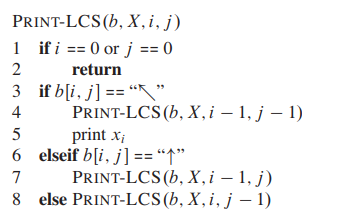 PRINT-LCS(b, X, i, j)
1 if i == 0 or j == 0
2 return
3 if b[i, j] == “↖”
4 PRINT-LCS(b, X, i − 1, j − 1)
5 print xᵢ
6 elseif b[i, j] == “↑”
7 PRINT-LCS(b, X, i − 1, j)
8 else PRINT-LCS(b, X, i, j − 1)